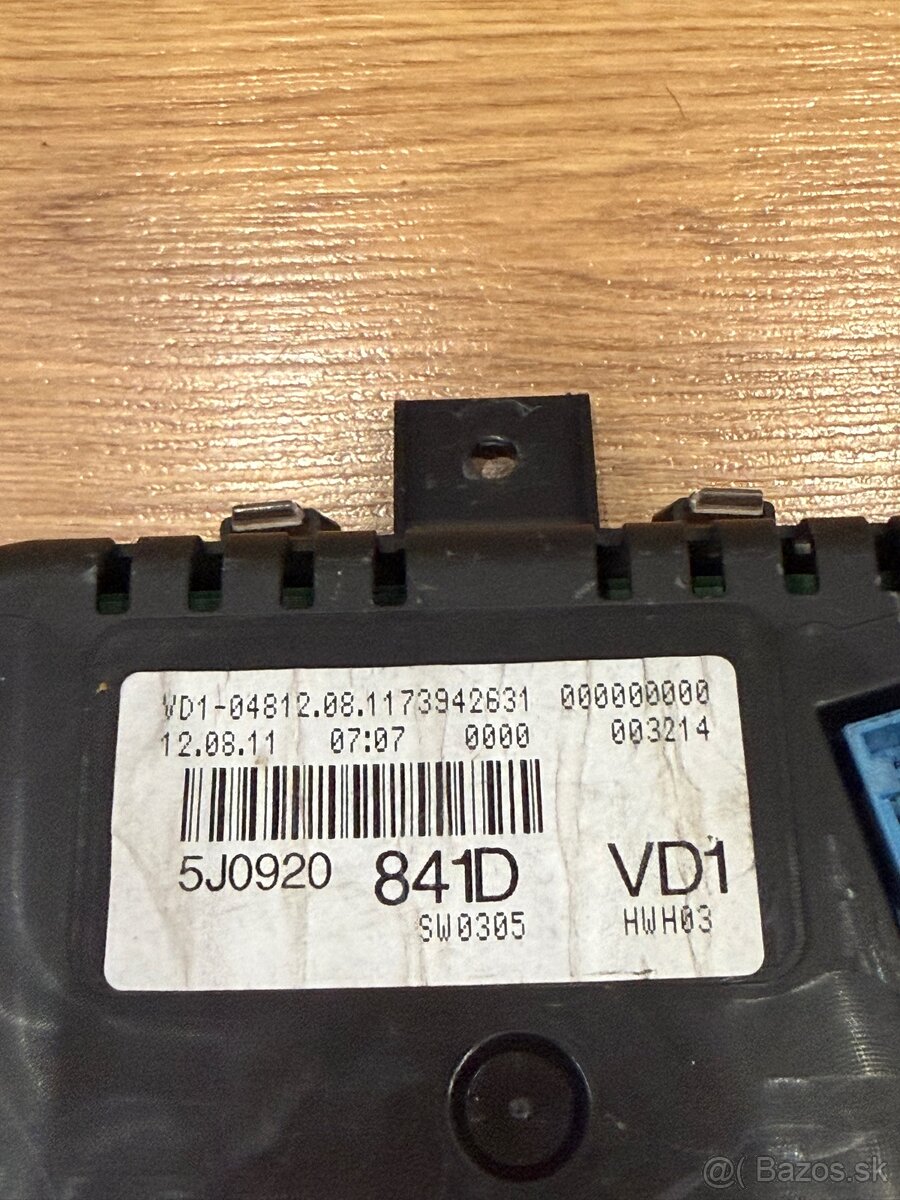 VD1-04812.08.1173942631 000000000
12.08.11 07:07 0000 003214
5J0920 841D VD1
SW0305 HWH03
@( Bazos.sk